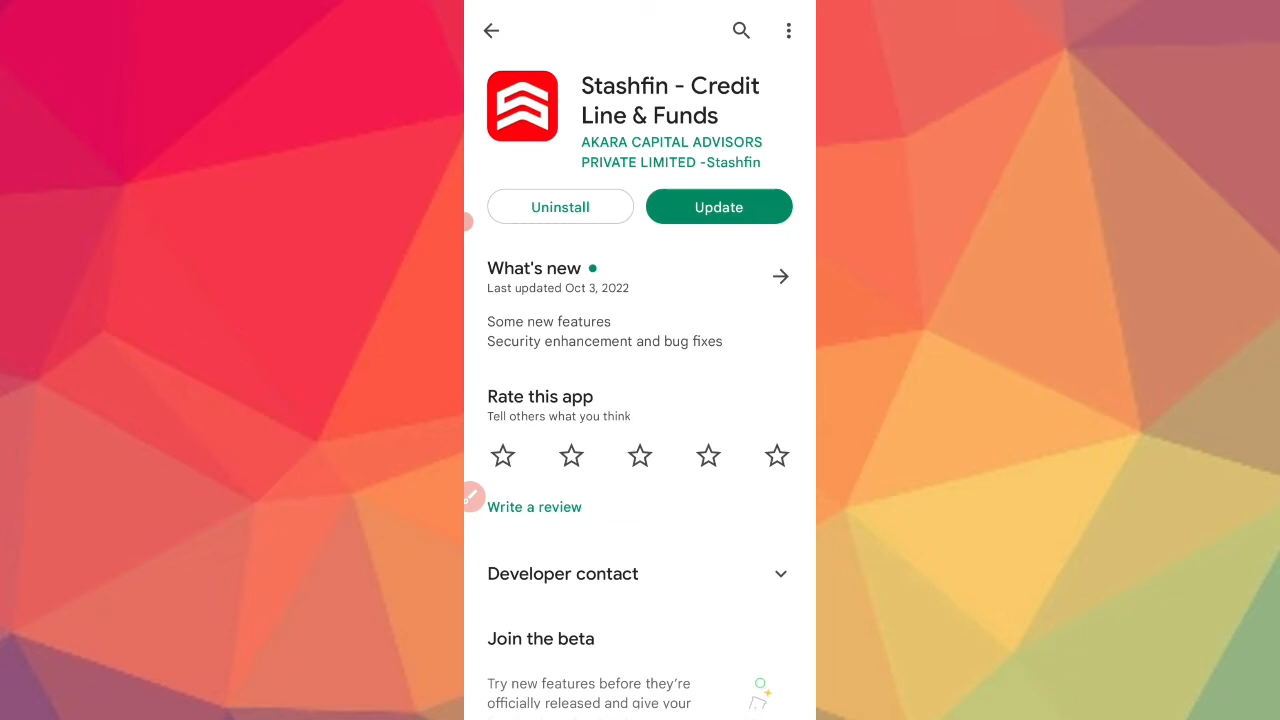 Stashfin - Credit
Line & Funds
AKARA CAPITAL ADVISORS
PRIVATE LIMITED -Stashfin
Uninstall
Update
What's new
Last updated Oct 3, 2022
Some new features
Security enhancement and bug fixes
Rate this app
Tell others what you think
Write a review
Developer contact
Join the beta
Try new features before they're
officially released and give your